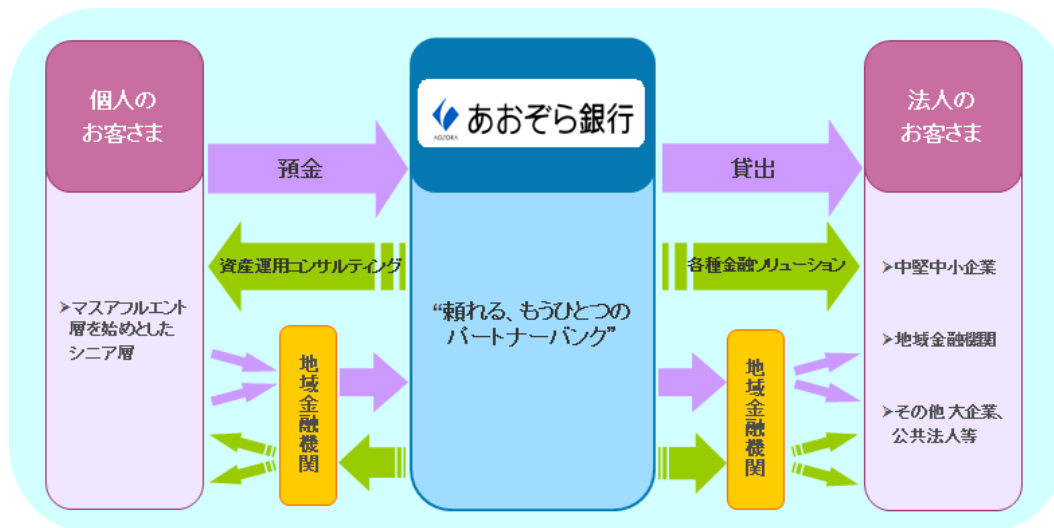 個人の
お客さま
➢マスアフルエント
層を始めとした
シニア層
預金
資産運用コンサルティング
地域金融機関
あおぞら銀行
AOZORA
“頼れる、もうひとつの
パートナーバンク”
貸出
各種金融ソリューション
地域金融機関
法人の
お客さま
➢中堅中小企業
➢地域金融機関
➢その他 大企業、
公共法人等